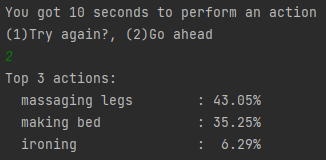 You got 10 seconds to perform an action
(1)Try again?, (2)Go ahead
2
Top 3 actions:
  massaging legs        : 43.05%
  making bed            : 35.25%
  ironing               :  6.29%